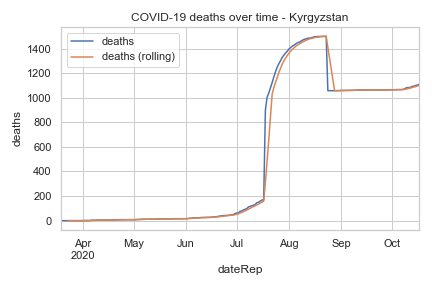 COVID-19 deaths over time - Kyrgyzstan
deaths
deaths (rolling)
1400
1200
1000
800
600
400
200
0
deaths
Apr
2020
May
Jun
Jul
Aug
Sep
Oct
dateRep